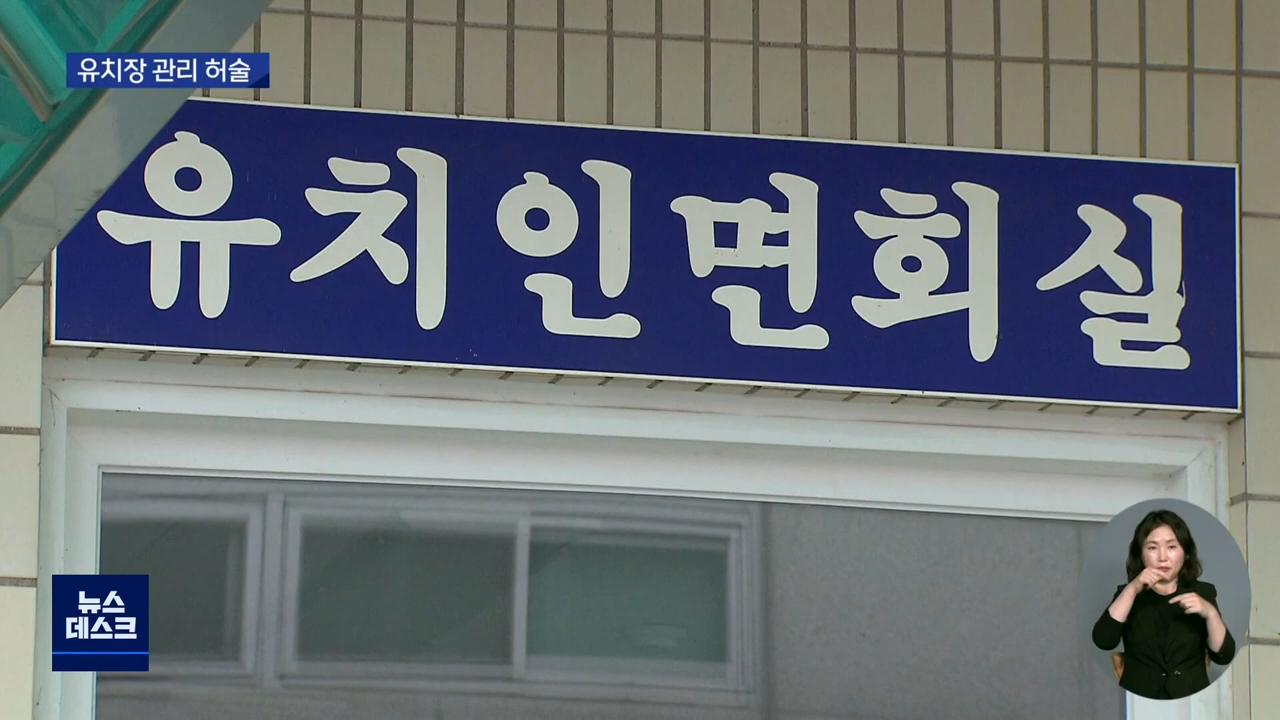 유치장 관리 허술
유치인면회실
뉴스
데스크